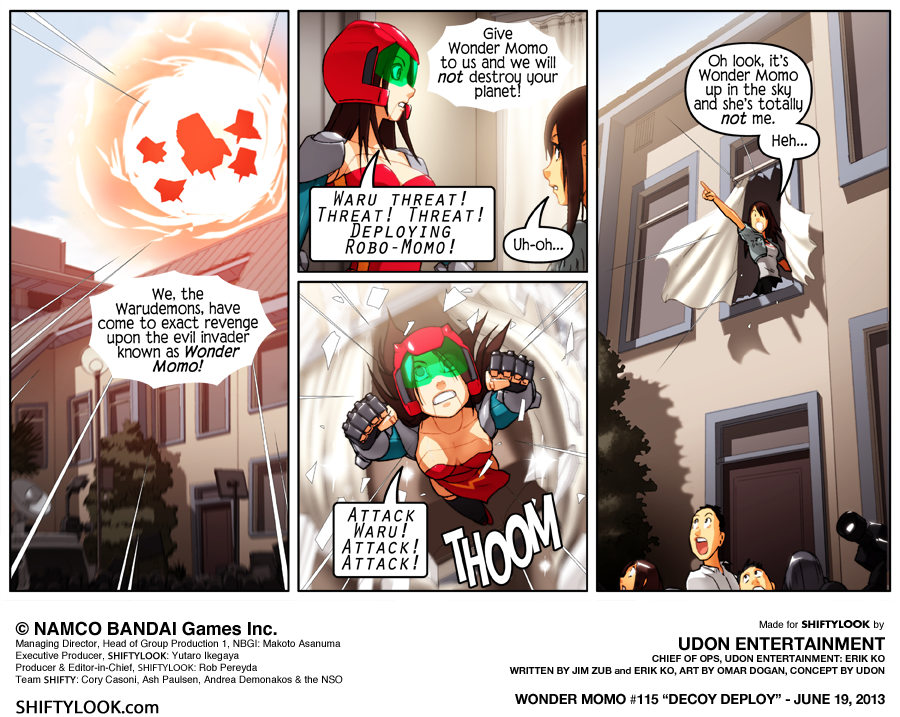 We, the
Warudemons, have
come to exact revenge
upon the evil invader
known as Wonder
Momo!
Give
Wonder Momo
to us and we will
not destroy your
planet!
WARU THREAT!
THREAT! THREAT!
DEPLOYING
ROBO-MOMO!
Uh-oh...
ATTACK
WARU!
ATTACK!
ATTACK!
THOOM
Oh look, it's
Wonder Momo
up in the sky
and she's totally
not me.
Heh...
© NAMCO BANDAI Games Inc.
Managing Director, Head of Group Production 1, NBGI: Makoto Asanuma
Executive Producer, SHIFTYLOOK: Yutaro Ikegaya
Producer & Editor-in-Chief, SHIFTYLOOK: Rob Pereyda
Team SHIFTY: Cory Casoni, Ash Paulsen, Andrea Demonakos & the NSO
SHIFTYLOOK.com
Made for SHIFTYLOOK by
UDON ENTERTAINMENT
CHIEF OF OPS, UDON ENTERTAINMENT: ERIK KO
WRITTEN BY JIM ZUB and ERIK KO, ART BY OMAR DOGAN, CONCEPT BY UDON
WONDER MOMO #115 “DECOY DEPLOY” - JUNE 19, 2013